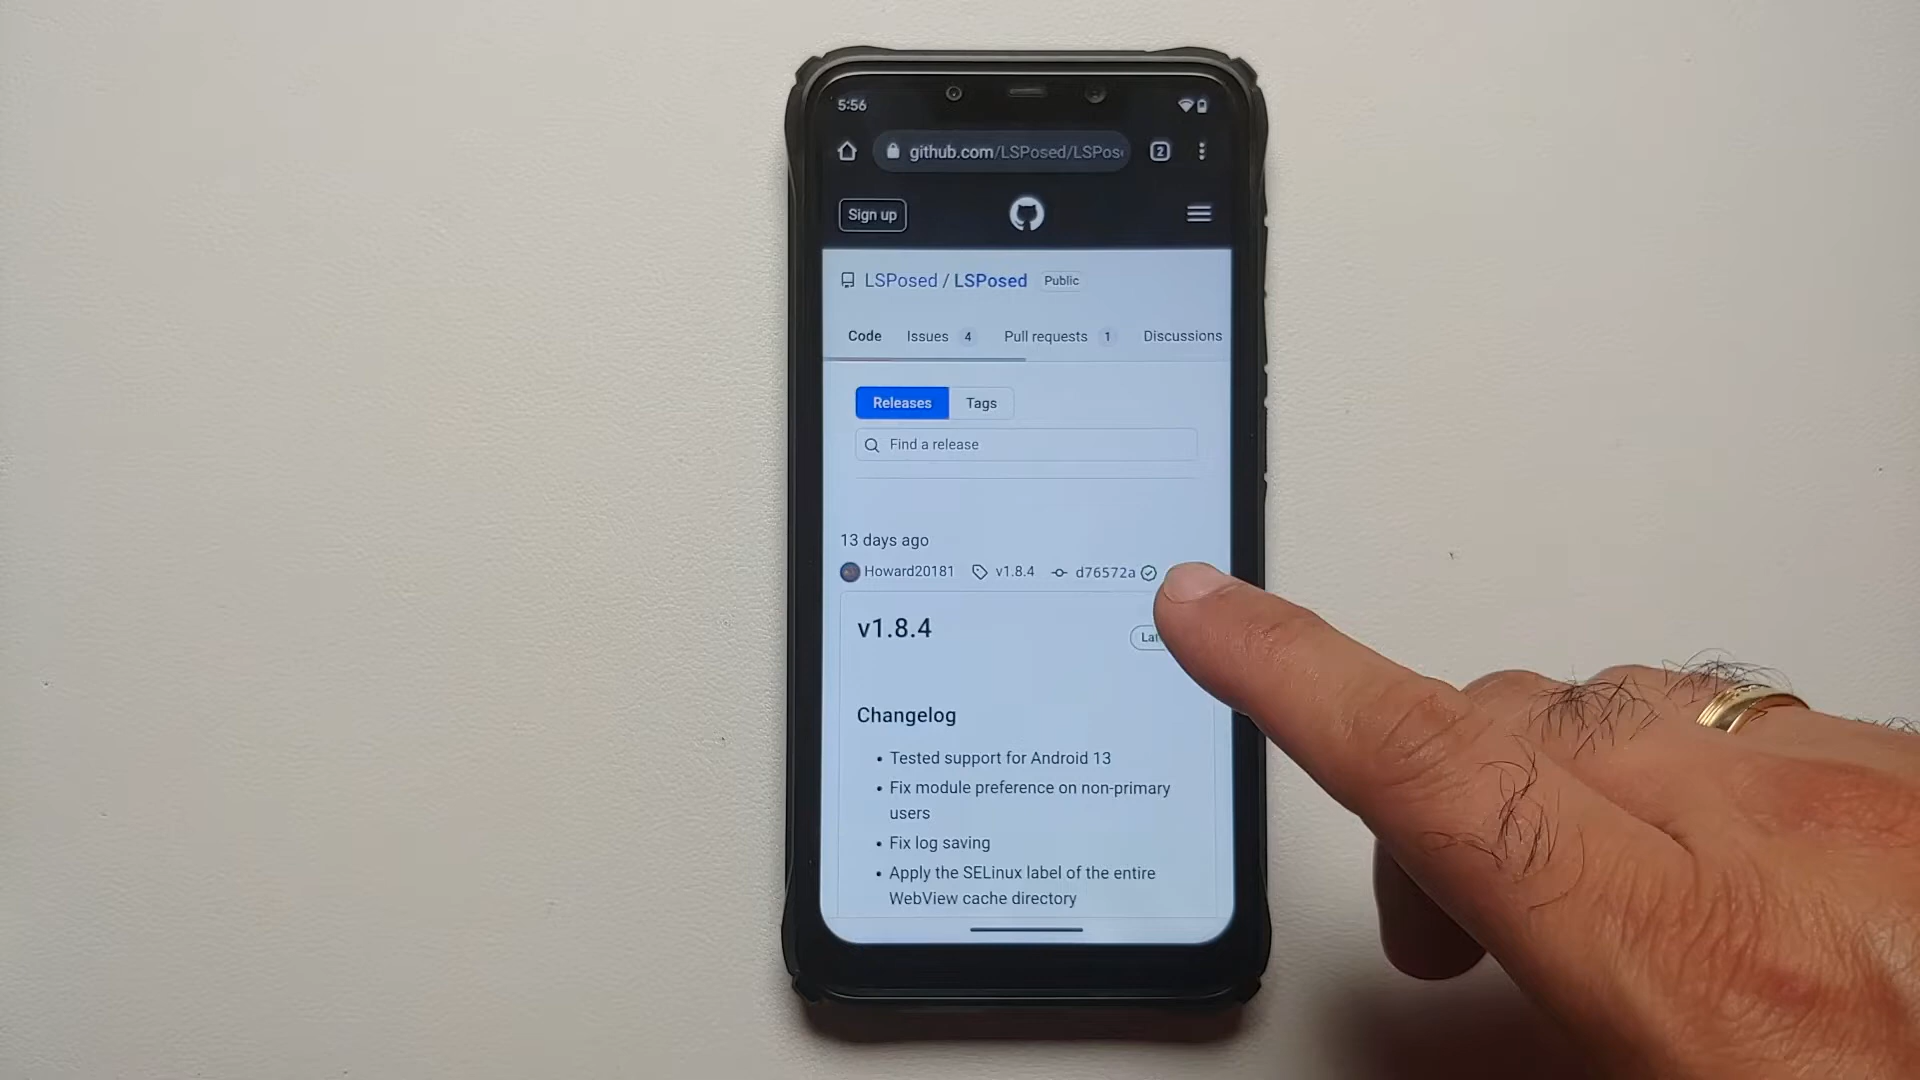 5:56
github.com/LSPosed/LSPos
2
Sign up
LSPosed / LSPosed Public
Code Issues 4 Pull requests 1 Discussions
Releases Tags
Find a release
13 days ago
Howard20181 v1.8.4 d76572a
v1.8.4
Changelog
• Tested support for Android 13
• Fix module preference on non-primary
users
• Fix log saving
• Apply the SELinux label of the entire
WebView cache directory